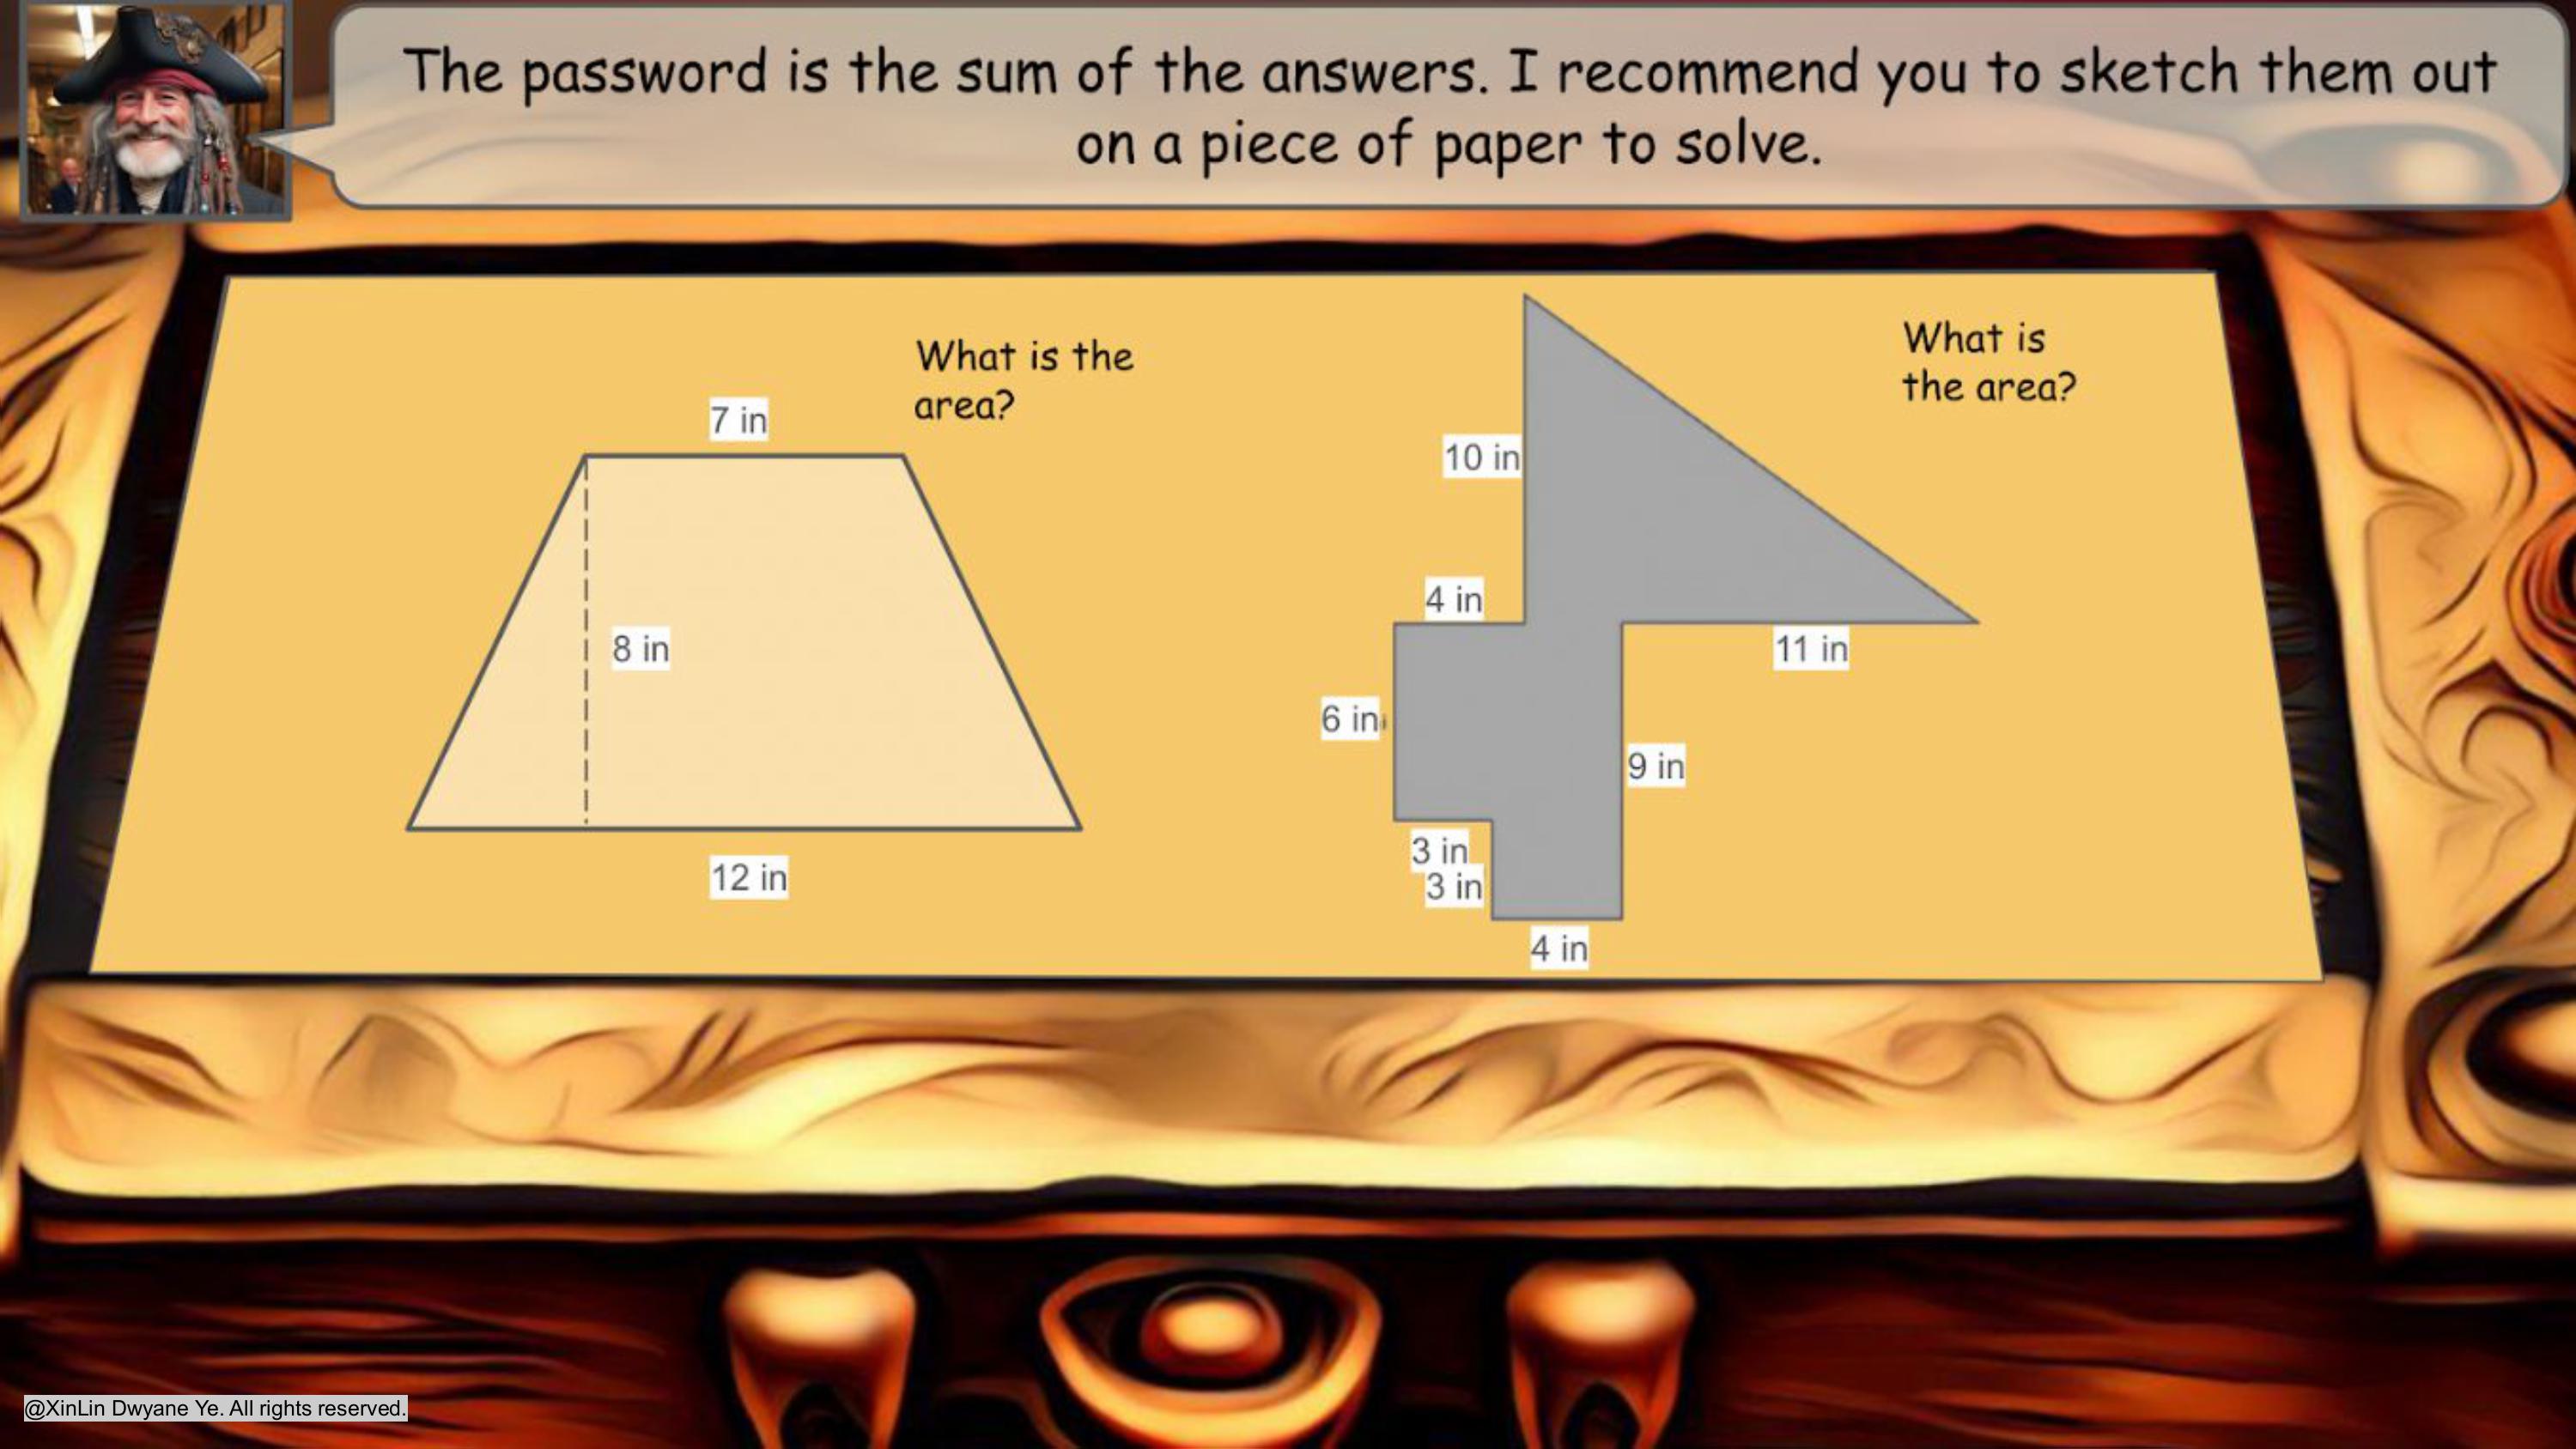 The password is the sum of the answers. I recommend you to sketch them out
on a piece of paper to solve.
What is the
area?
7 in
8 in
12 in
What is
the area?
10 in
4 in
11 in
6 in
9 in
3 in
3 in
4 in
@XinLin Dwyane Ye. All rights reserved.